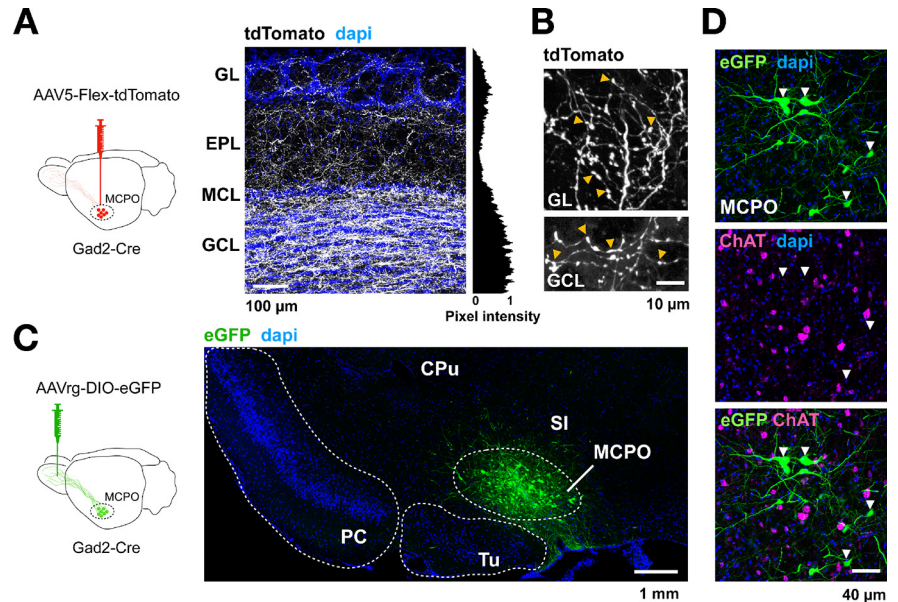 A
AAV5-Flex-tdTomato
MCPO
Gad2-Cre
tdTomato dapi
GL
EPL
MCL
GCL
100 µm
0 1
Pixel intensity
B
tdTomato
GL
GCL
10 µm
C
AAVrg-DIO-eGFP
MCPO
Gad2-Cre
eGFP dapi
CPu
SI
MCPO
PC
Tu
1 mm
D
eGFP dapi
MCPO
ChAT dapi
eGFP ChAT
40 µm